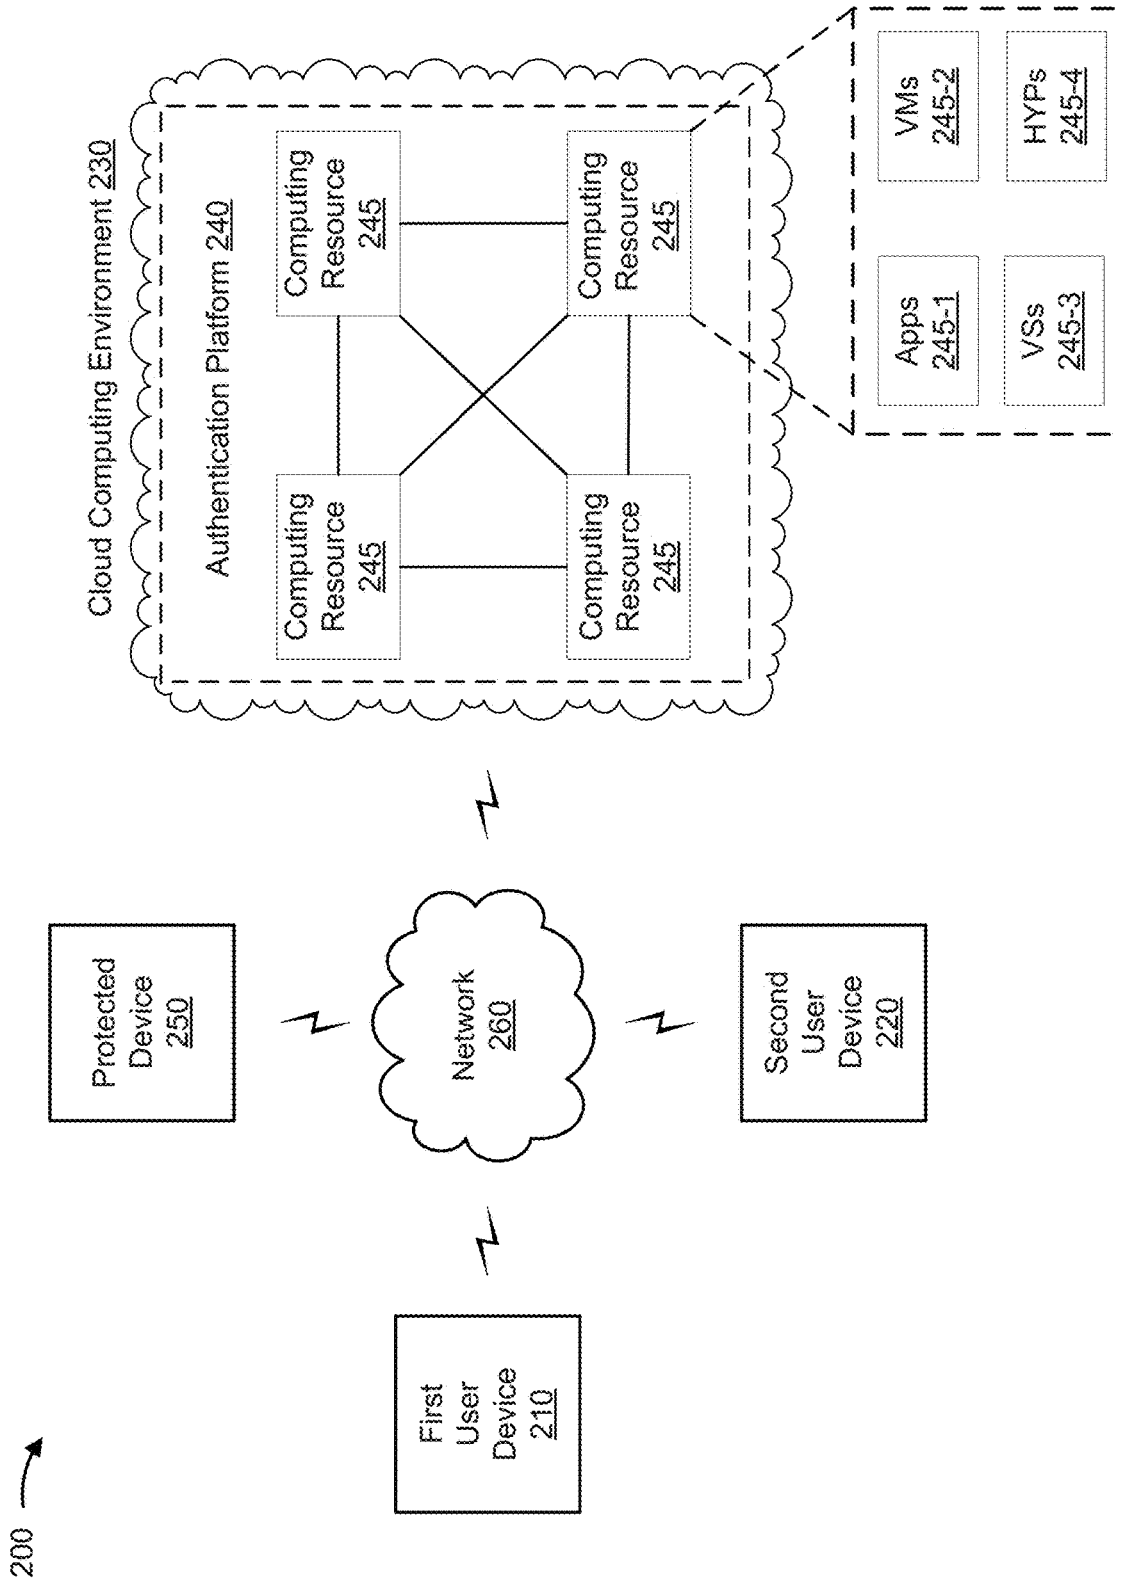 200
Cloud Computing Environment 230
Authentication Platform 240
Computing
Resource
245
Computing
Resource
245
Computing
Resource
245
Computing
Resource
245
Protected
Device
250
Network
260
First
User
Device
210
Second
User
Device
220
Apps
245-1
VMs
245-2
VSs
245-3
HYPs
245-4